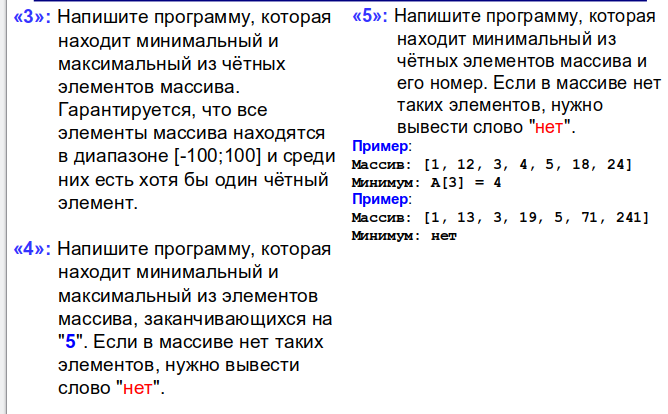 «3»: Напишите программу, которая
находит минимальный и
максимальный из чётных
элементов массива.
Гарантируется, что все
элементы массива находятся
в диапазоне [-100;100] и среди
них есть хотя бы один чётный
элемент.
«4»: Напишите программу, которая
находит минимальный и
максимальный из элементов
массива, заканчивающихся на
"5". Если в массиве нет таких
элементов, нужно вывести
слово "нет".
«5»: Напишите программу, которая
находит минимальный из
чётных элементов массива и
его номер. Если в массиве нет
таких элементов, нужно
вывести слово "нет".
Пример:
Массив: [1, 12, 3, 4, 5, 18, 24]
Минимум: A[3] = 4
Пример:
Массив: [1, 13, 3, 19, 5, 71, 241]
Минимум: нет